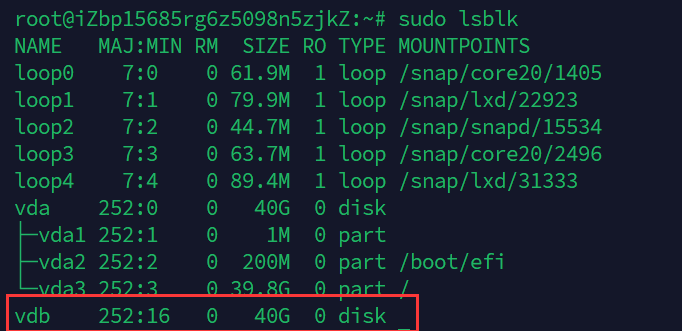 root@iZbp15685rg6z5098n5zjkZ:~# sudo lsblk
NAME   MAJ:MIN RM  SIZE RO TYPE MOUNTPOINTS
loop0    7:0    0 61.9M  1 loop /snap/core20/1405
loop1    7:1    0 79.9M  1 loop /snap/lxd/22923
loop2    7:2    0 44.7M  1 loop /snap/snapd/15534
loop3    7:3    0 63.7M  1 loop /snap/core20/2496
loop4    7:4    0 89.4M  1 loop /snap/lxd/31333
vda    252:0    0   40G  0 disk
├─vda1 252:1    0    1M  0 part
├─vda2 252:2    0  200M  0 part /boot/efi
└─vda3 252:3    0 39.8G  0 part /
vdb    252:16   0   40G  0 disk